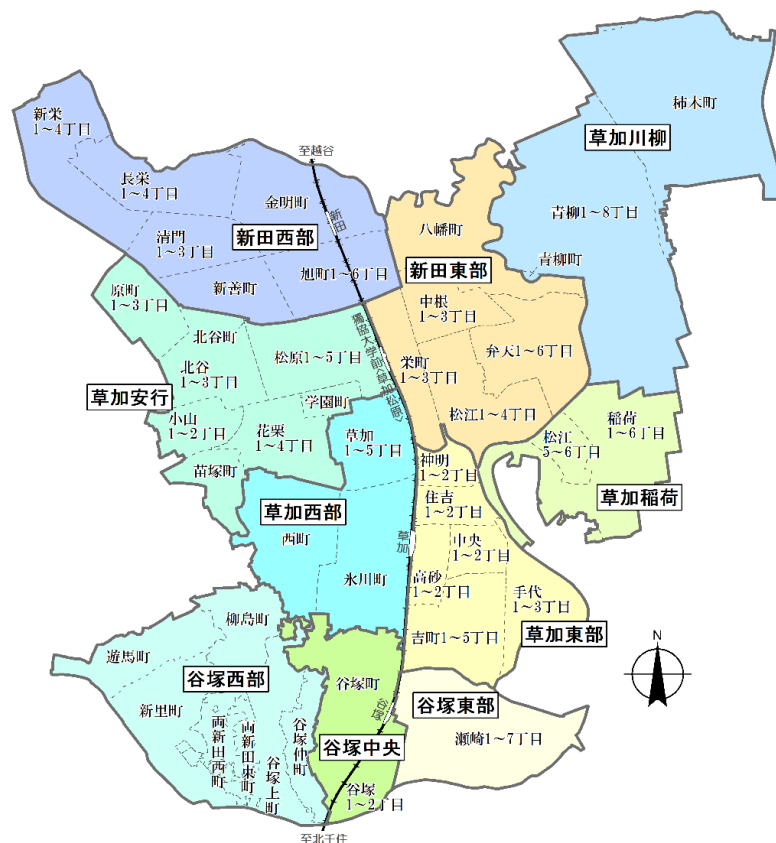 柿木町
草加川柳
青柳1～8丁目
青柳町
新栄
1～4丁目
長栄
1～4丁目
清門
1～3丁目
至越谷
金明町
新田
新田西部
新善町
旭町1～6丁目
八幡町
新田東部
中根
1～3丁目
弁天1～6丁目
栄町
1～3丁目
松江1～4丁目
原町
1～3丁目
北谷町
北谷
1～3丁目
松原1～5丁目
獨協大学前〈草加松原〉
学園町
草加安行
小山
1～2丁目
花栗
1～4丁目
苗塚町
草加
1～5丁目
草加西部
西町
氷川町
松江
5～6丁目
稲荷
1～6丁目
草加稲荷
神明
1～2丁目
住吉
1～2丁目
草加
中央
1～2丁目
高砂
1～2丁目
手代
1～3丁目
吉町1～5丁目
草加東部
柳島町
遊馬町
谷塚西部
新里町
両新田西町
両新田東町
谷塚上町
谷塚仲町
谷塚町
谷塚
谷塚中央
谷塚
1～2丁目
谷塚東部
瀬崎1～7丁目
至北千住
N